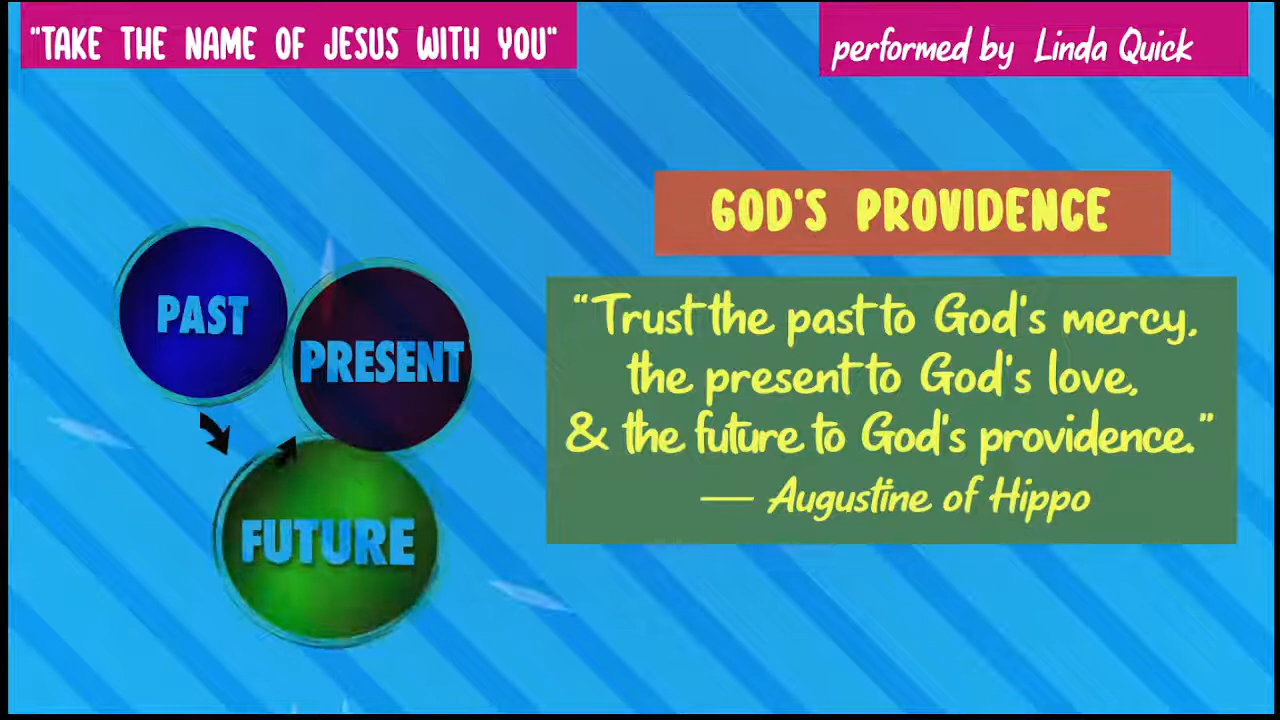 "TAKE THE NAME OF JESUS WITH YOU"
performed by Linda Quick
GOD'S PROVIDENCE
"Trust the past to God's mercy,
the present to God's love,
& the future to God's providence."
— Augustine of Hippo
PAST
PRESENT
FUTURE